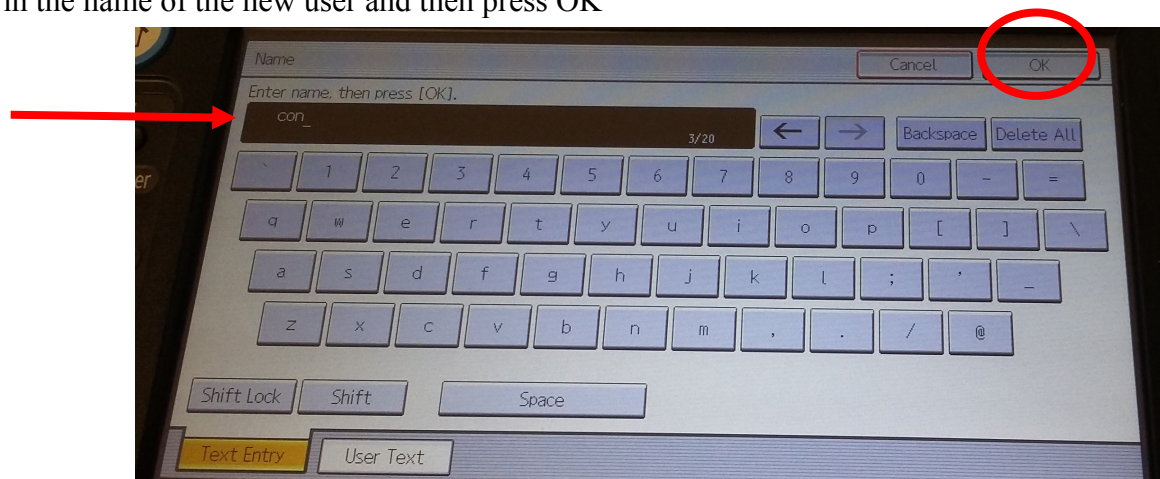 in the name of the new user and then press OK
Name Cancel OK
Enter name, then press [OK].
con_
3/20 ← → Backspace Delete All
` 1 2 3 4 5 6 7 8 9 0 - =
q w e r t y u i o p [ ] \
a s d f g h j k l ; ' _
z x c v b n m , . / @
Shift Lock Shift Space
Text Entry User Text